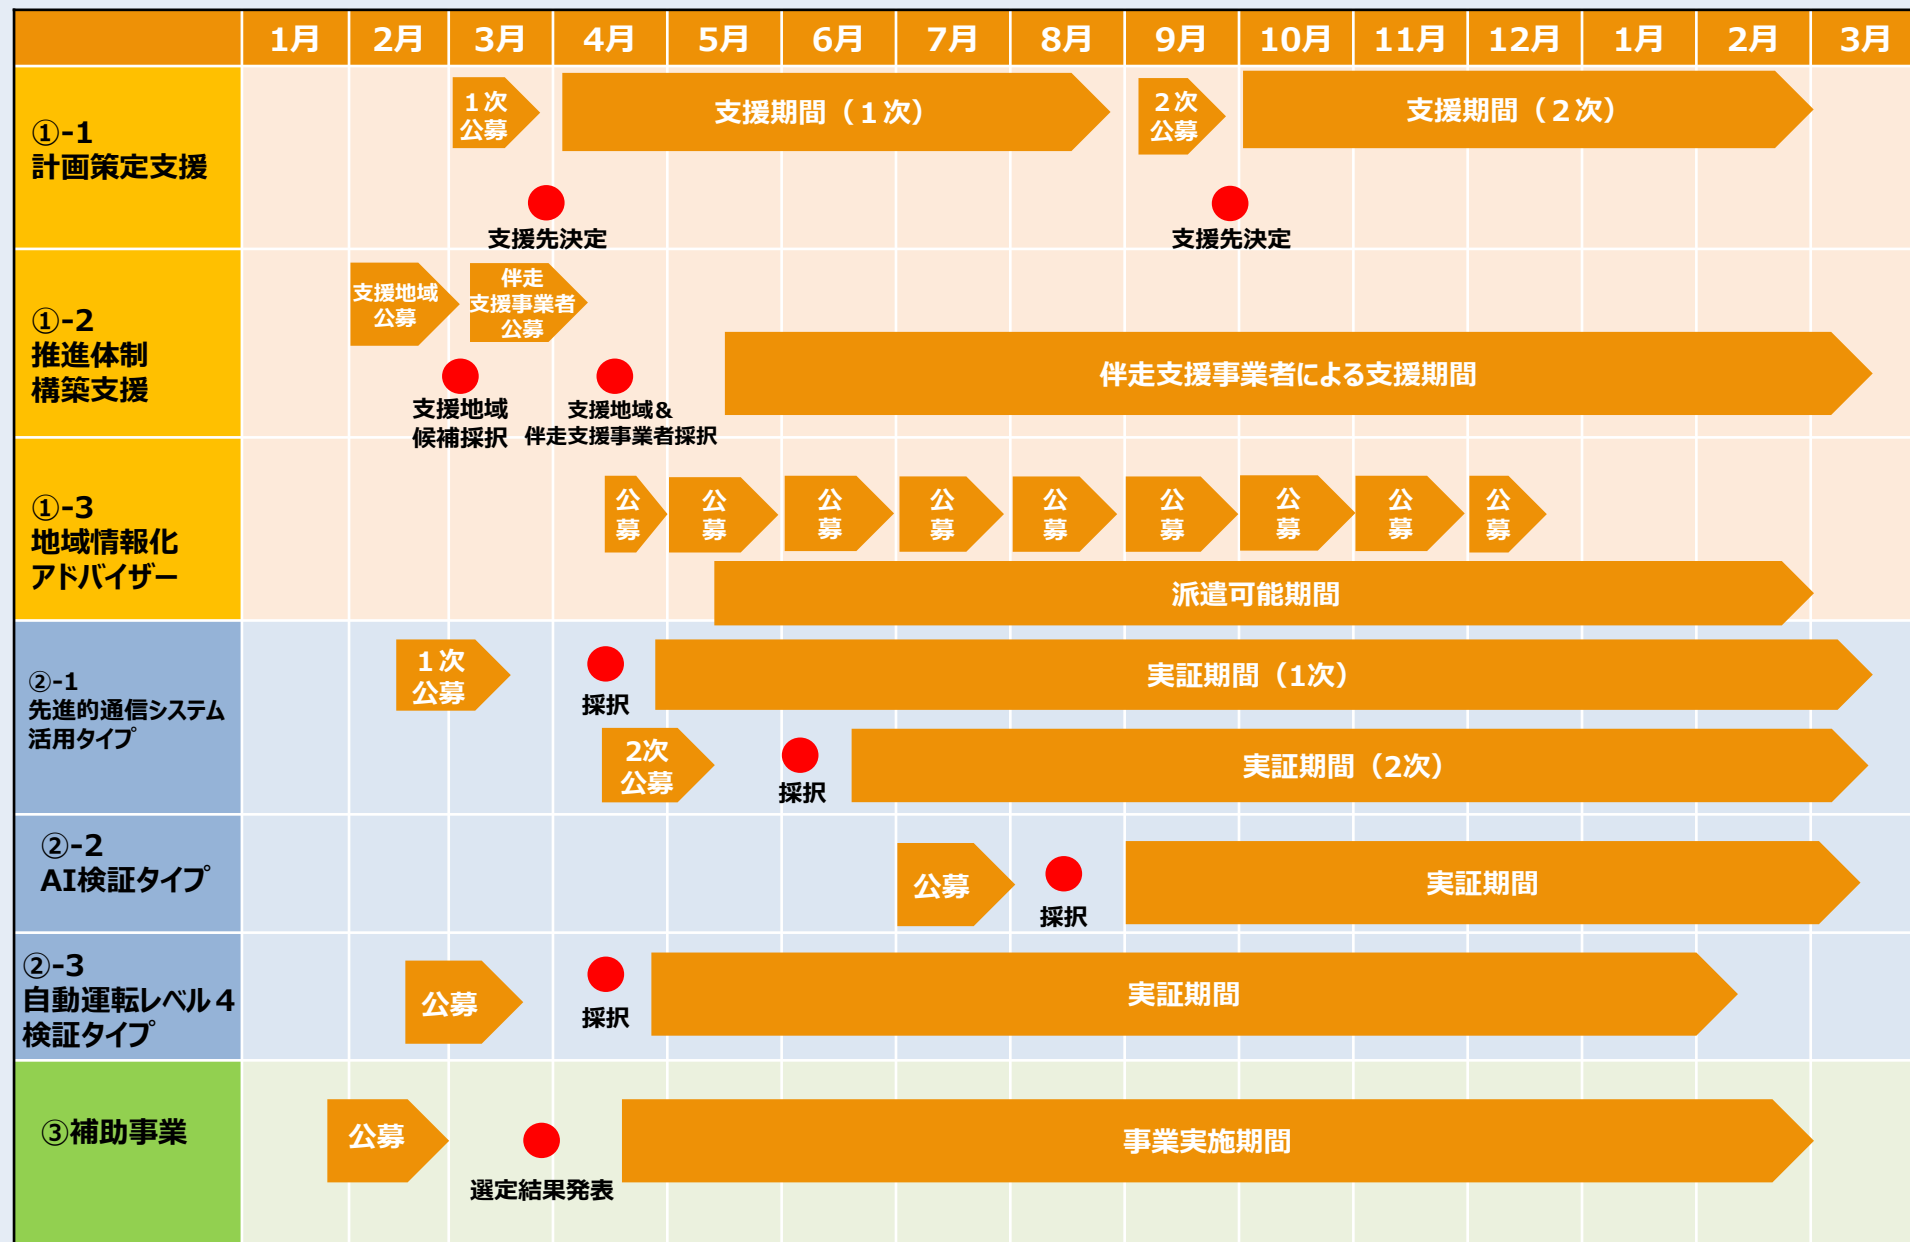 1月 2月 3月 4月 5月 6月 7月 8月 9月 10月 11月 12月 1月 2月 3月
①-1
計画策定支援
１次
公募
支援期間（１次）
２次
公募
支援期間（２次）
支援先決定
支援先決定
①-2
推進体制
構築支援
支援地域
公募
伴走
支援事業者
公募
伴走支援事業者による支援期間
支援地域
候補採択
支援地域＆
伴走支援事業者採択
①-3
地域情報化
アドバイザー
公
募
公
募
公
募
公
募
公
募
公
募
公
募
公
募
公
募
派遣可能期間
②-1
先進的通信システム
活用タイプ
１次
公募
採択
実証期間（1次）
2次
公募
採択
実証期間（2次）
②-2
AI検証タイプ
公募
採択
実証期間
②-3
自動運転レベル４
検証タイプ
公募
採択
実証期間
③補助事業
公募
選定結果発表
事業実施期間